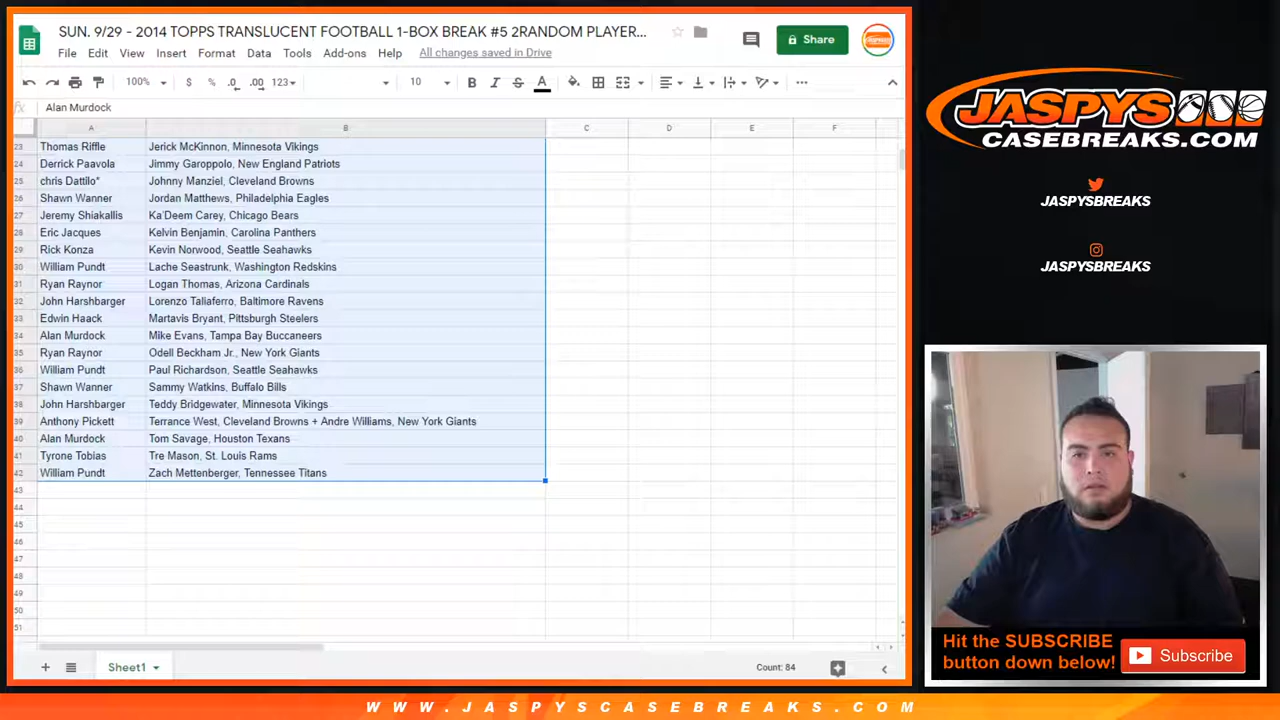 SUN. 9/29 - 2014 TOPPS TRANSLUCENT FOOTBALL 1-BOX BREAK #5 2RANDOM PLAYER...
File Edit View Insert Format Data Tools Add-ons Help All changes saved in Drive
Share
100% $ % .0 .00 123 10 B I S A
fx Alan Murdock
A B C D E F
23 Thomas Riffle Jerick McKinnon, Minnesota Vikings
24 Derrick Paavola Jimmy Garoppolo, New England Patriots
25 chris Dattilo* Johnny Manziel, Cleveland Browns
26 Shawn Wanner Jordan Matthews, Philadelphia Eagles
27 Jeremy Shiakallis Ka'Deem Carey, Chicago Bears
28 Eric Jacques Kelvin Benjamin, Carolina Panthers
29 Rick Konza Kevin Norwood, Seattle Seahawks
30 William Pundt Lache Seastrunk, Washington Redskins
31 Ryan Raynor Logan Thomas, Arizona Cardinals
32 John Harshbarger Lorenzo Taliaferro, Baltimore Ravens
33 Edwin Haack Martavis Bryant, Pittsburgh Steelers
34 Alan Murdock Mike Evans, Tampa Bay Buccaneers
35 Ryan Raynor Odell Beckham Jr., New York Giants
36 William Pundt Paul Richardson, Seattle Seahawks
37 Shawn Wanner Sammy Watkins, Buffalo Bills
38 John Harshbarger Teddy Bridgewater, Minnesota Vikings
39 Anthony Pickett Terrance West, Cleveland Browns + Andre Williams, New York Giants
40 Alan Murdock Tom Savage, Houston Texans
41 Tyrone Tobias Tre Mason, St. Louis Rams
42 William Pundt Zach Mettenberger, Tennessee Titans
43
44
45
46
47
48
49
50
51
Sheet1
Count: 84
JASPYS
CASEBREAKS.COM
JASPYSBREAKS
JASPYSBREAKS
Hit the SUBSCRIBE
button down below!
Subscribe
WWW.JASPYSCASEBREAKS.COM